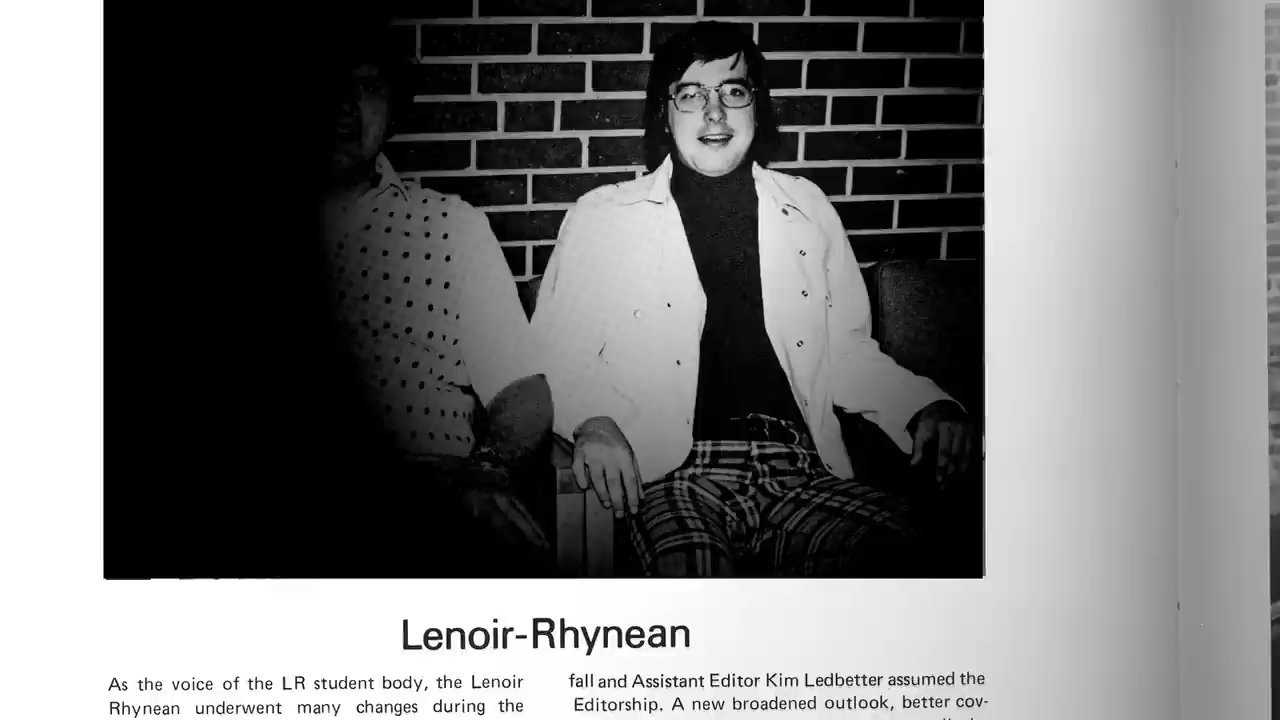 Lenoir-Rhynean
As the voice of the LR student body, the Lenoir
Rhynean underwent many changes during the
fall and Assistant Editor Kim Ledbetter assumed the
Editorship. A new broadened outlook, better cov-